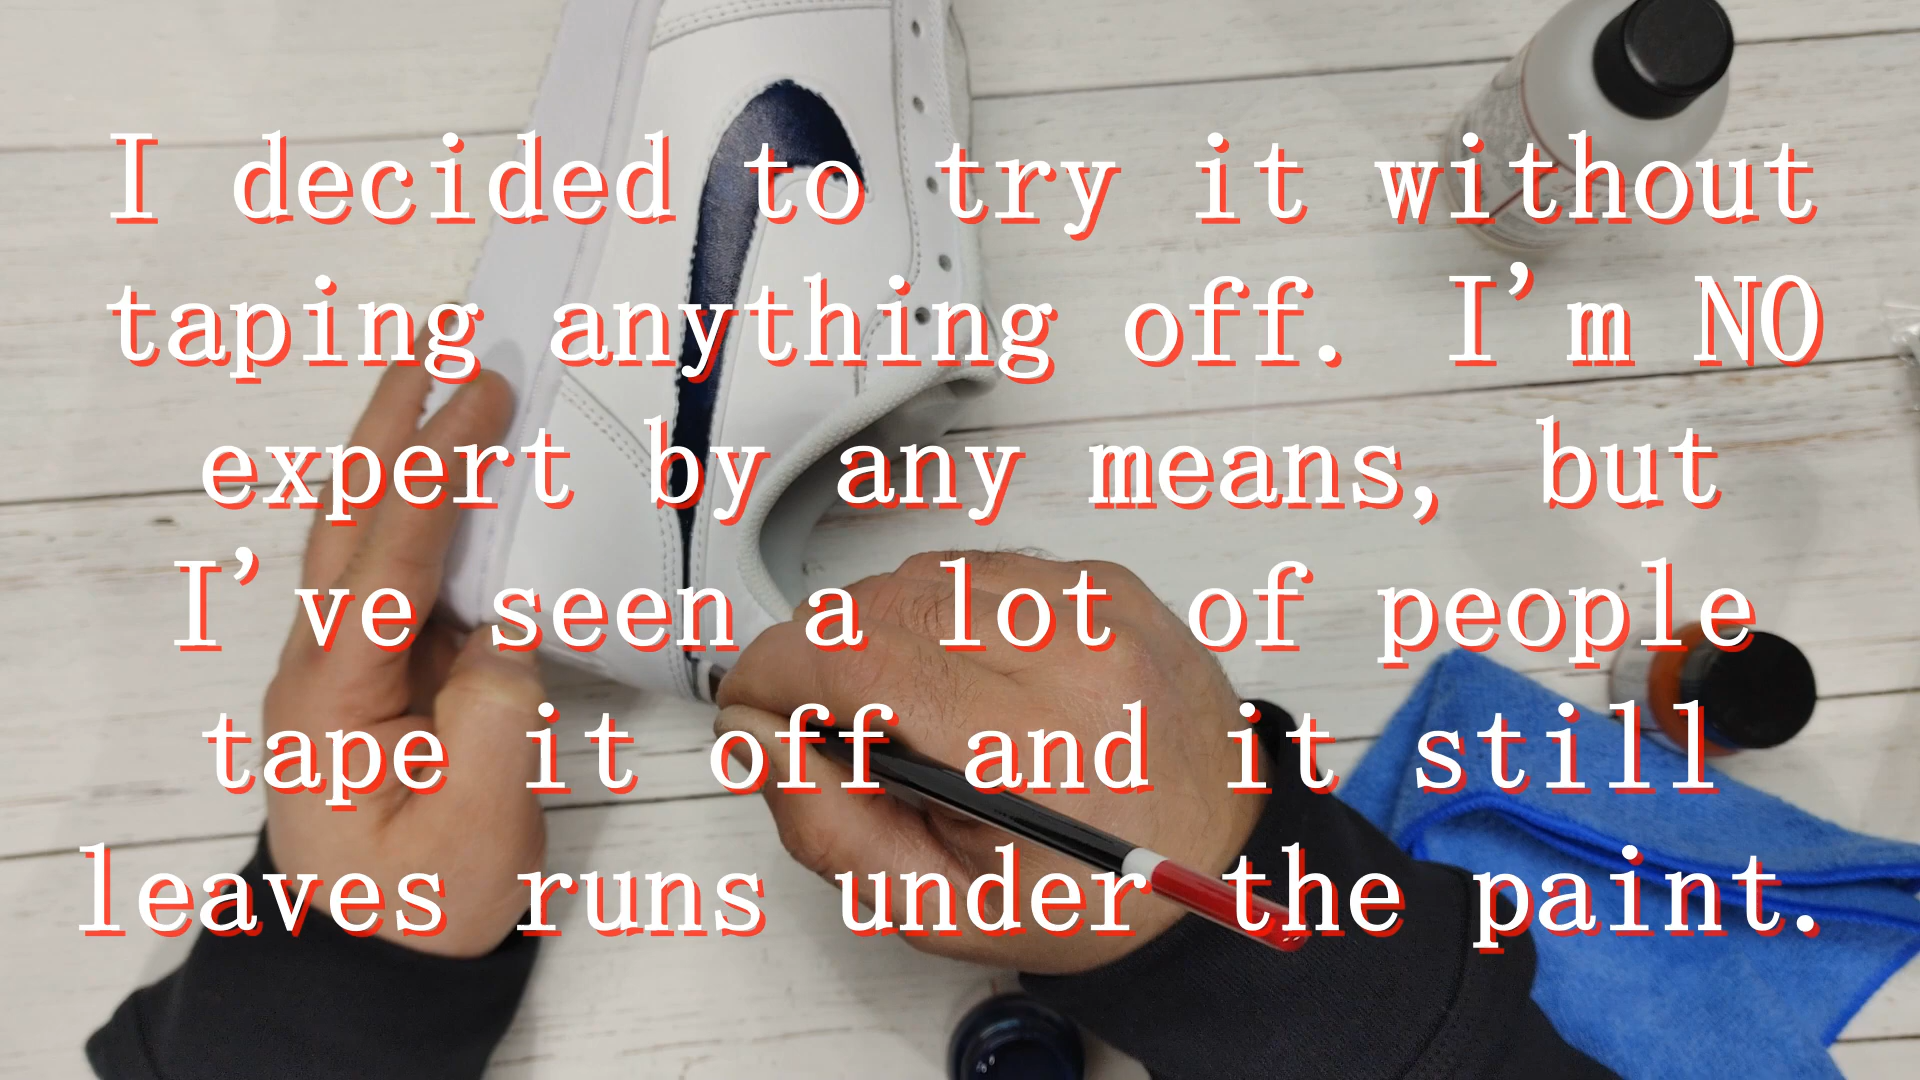 I decided to try it without
taping anything off. I'm NO
expert by any means, but
I've seen a lot of people
tape it off and it still
leaves runs under the paint.